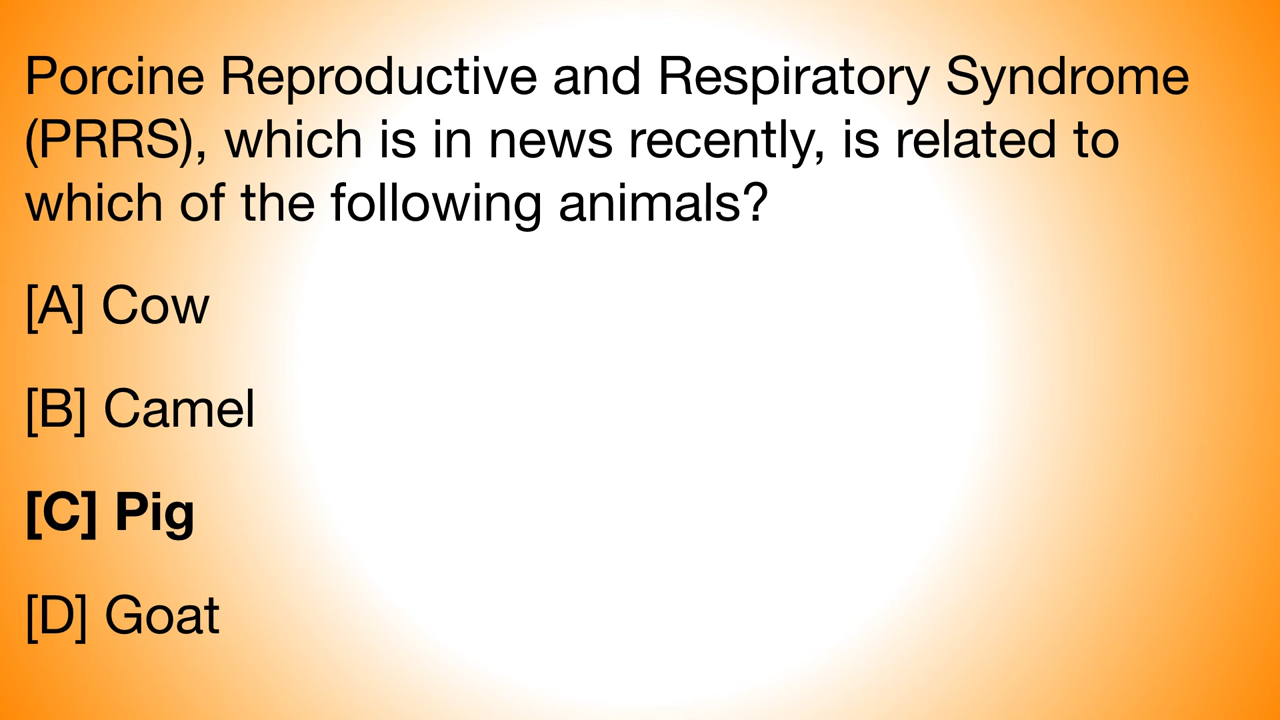 Porcine Reproductive and Respiratory Syndrome
(PRRS), which is in news recently, is related to
which of the following animals?
[A] Cow
[B] Camel
[C] Pig
[D] Goat